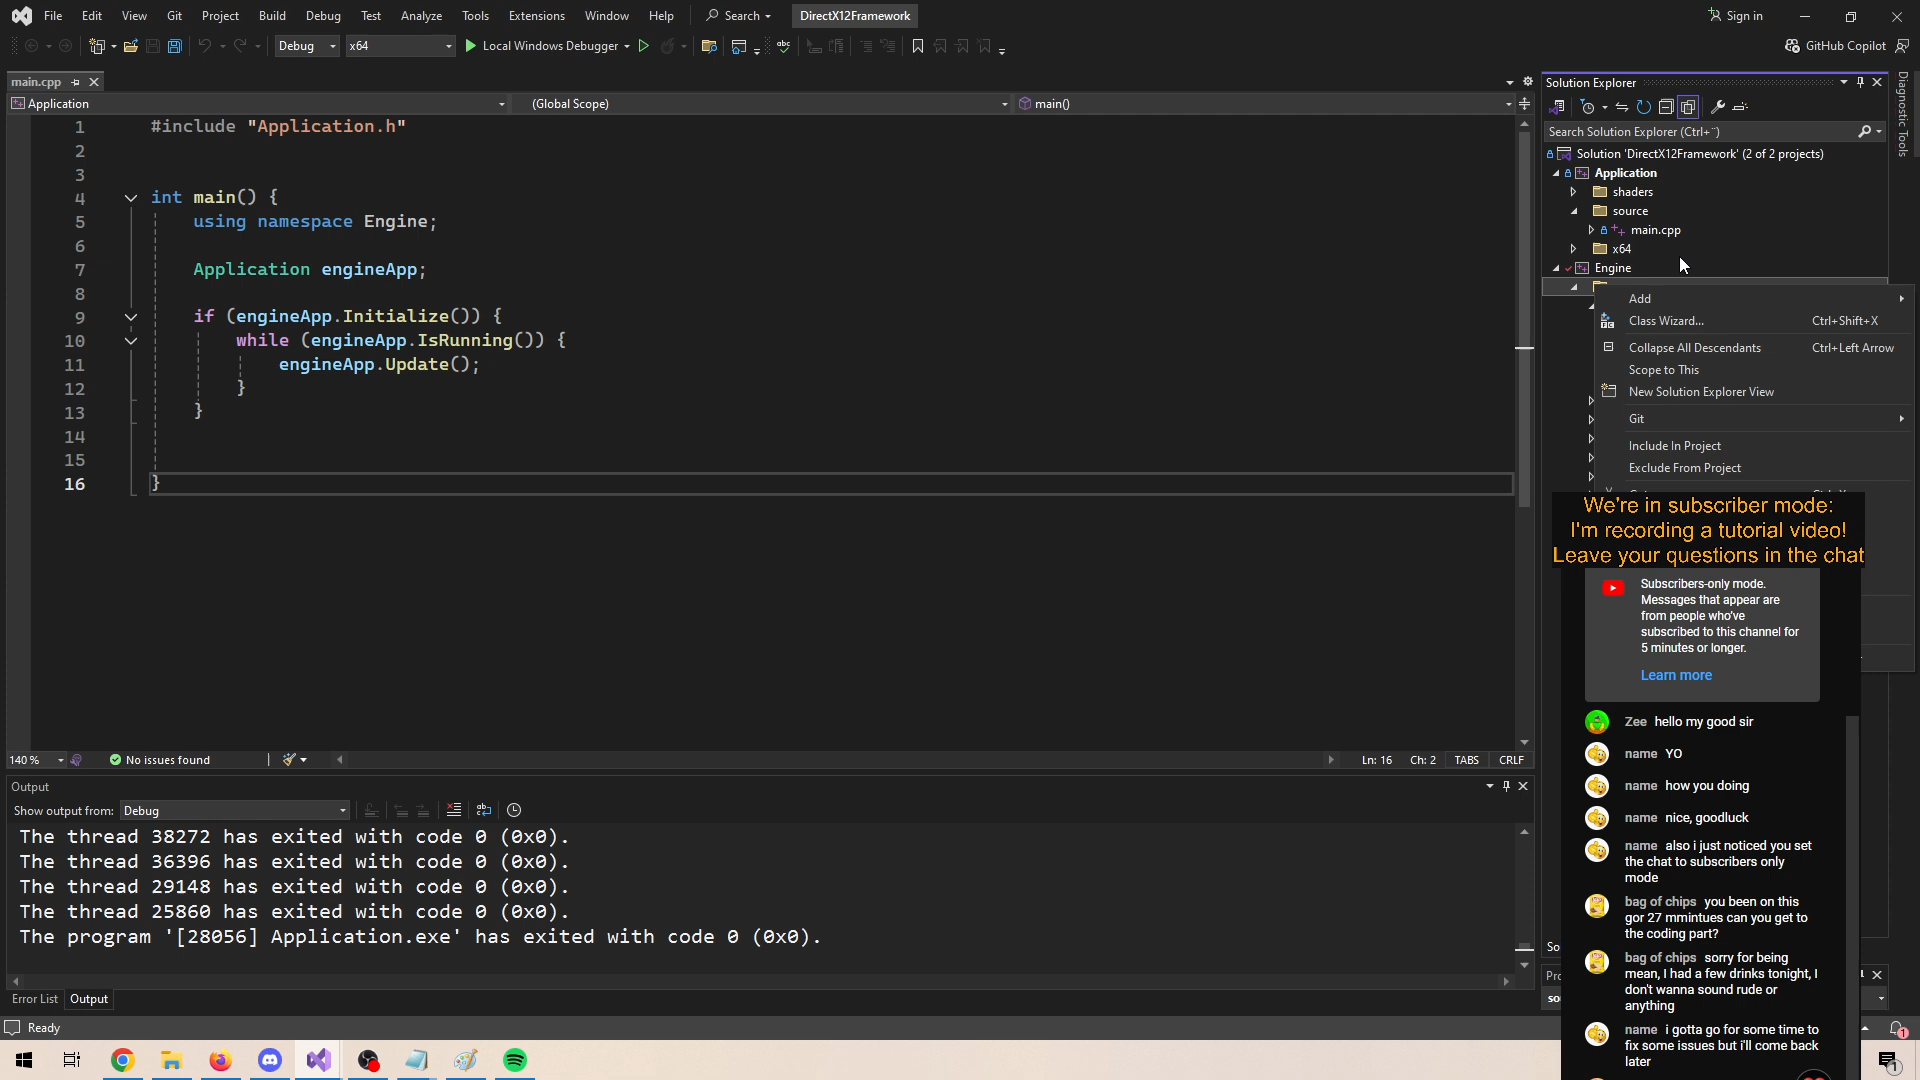 File Edit View Git Project Build Debug Test Analyze Tools Extensions Window Help Search DirectX12Framework Sign in
Debug x64 Local Windows Debugger GitHub Copilot
main.cpp
Application (Global Scope) main()
1 #include "Application.h"
2
3
4 int main() {
5 using namespace Engine;
6
7 Application engineApp;
8
9 if (engineApp.Initialize()) {
10 while (engineApp.IsRunning()) {
11 engineApp.Update();
12 }
13 }
14
15
16 }
140 % No issues found Ln: 16 Ch: 2 TABS CRLF
Output
Show output from: Debug
The thread 38272 has exited with code 0 (0x0).
The thread 36396 has exited with code 0 (0x0).
The thread 29148 has exited with code 0 (0x0).
The thread 25860 has exited with code 0 (0x0).
The program '[28056] Application.exe' has exited with code 0 (0x0).
Error List Output
Ready
Solution Explorer
Search Solution Explorer (Ctrl+¨)
Solution 'DirectX12Framework' (2 of 2 projects)
Application
shaders
source
main.cpp
x64
Engine
Add
Class Wizard... Ctrl+Shift+X
Collapse All Descendants Ctrl+Left Arrow
Scope to This
New Solution Explorer View
Git
Include In Project
Exclude From Project
Diagnostic Tools
We're in subscriber mode:
I'm recording a tutorial video!
Leave your questions in the chat
Subscribers-only mode.
Messages that appear are
from people who've
subscribed to this channel for
5 minutes or longer.
Learn more
Zee hello my good sir
name YO
name how you doing
name nice, goodluck
name also i just noticed you set
the chat to subscribers only
mode
bag of chips you been on this
gor 27 mmintues can you get to
the coding part?
bag of chips sorry for being
mean, I had a few drinks tonight, I
don't wanna sound rude or
anything
name i gotta go for some time to
fix some issues but i'll come back
later
So
Pro
so
1
1